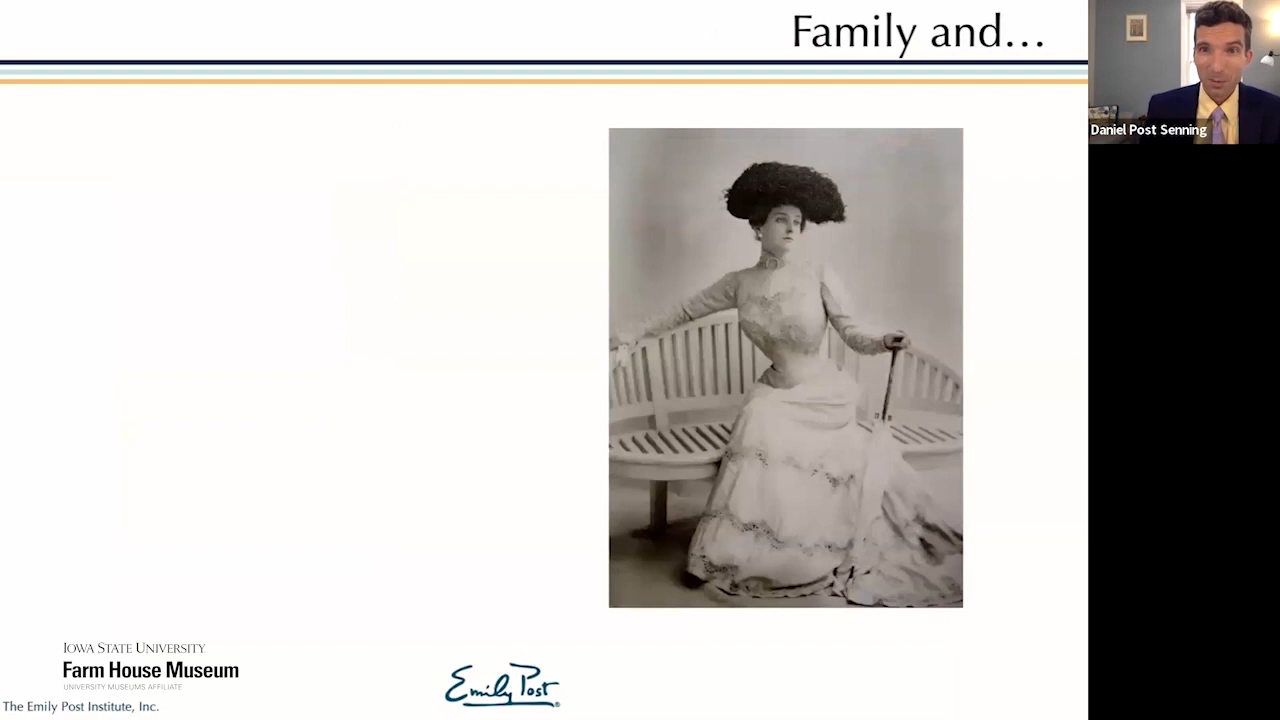 Family and...
Daniel Post Senning
IOWA STATE UNIVERSITY
Farm House Museum
UNIVERSITY MUSEUMS AFFILIATE
Emily Post®
The Emily Post Institute, Inc.